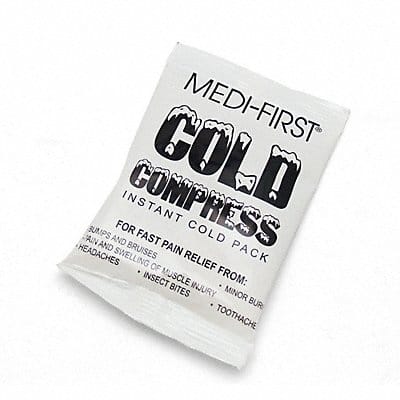 MEDI-FIRST®
COLD
COMPRESS
INSTANT COLD PACK
FOR FAST PAIN RELIEF FROM:
BUMPS AND BRUISES
PAIN AND SWELLING OF MUSCLE INJURY • MINOR BURN
• HEADACHES • INSECT BITES • TOOTHACHE